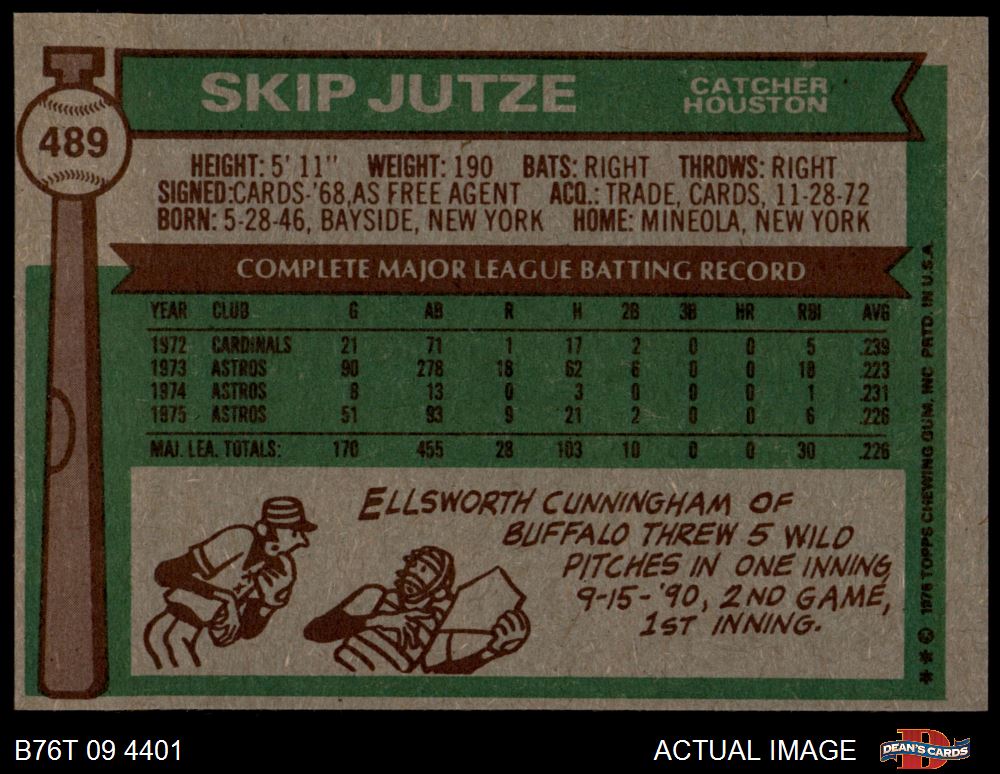 SKIP JUTZE
CATCHER
HOUSTON
489
HEIGHT: 5' 11" WEIGHT: 190 BATS: RIGHT THROWS: RIGHT
SIGNED:CARDS-'68,AS FREE AGENT ACQ.: TRADE, CARDS, 11-28-72
BORN: 5-28-46, BAYSIDE, NEW YORK HOME: MINEOLA, NEW YORK
COMPLETE MAJOR LEAGUE BATTING RECORD
YEAR CLUB G AB R H 2B 3B HR RBI AVG
1972 CARDINALS 21 71 1 17 2 0 0 5 .239
1973 ASTROS 90 278 18 62 6 0 0 18 .223
1974 ASTROS 8 13 0 3 0 0 0 1 .231
1975 ASTROS 51 93 9 21 2 0 0 6 .226
MAJ. LEA. TOTALS: 170 455 28 103 10 0 0 30 .226
ELLSWORTH CUNNINGHAM OF
BUFFALO THREW 5 WILD
PITCHES IN ONE INNING
9-15-'90, 2ND GAME,
1ST INNING.
* * © 1976 TOPPS CHEWING GUM, INC PRTD. IN U.S.A.
B76T 09 4401
ACTUAL IMAGE
DEAN'S CARDS